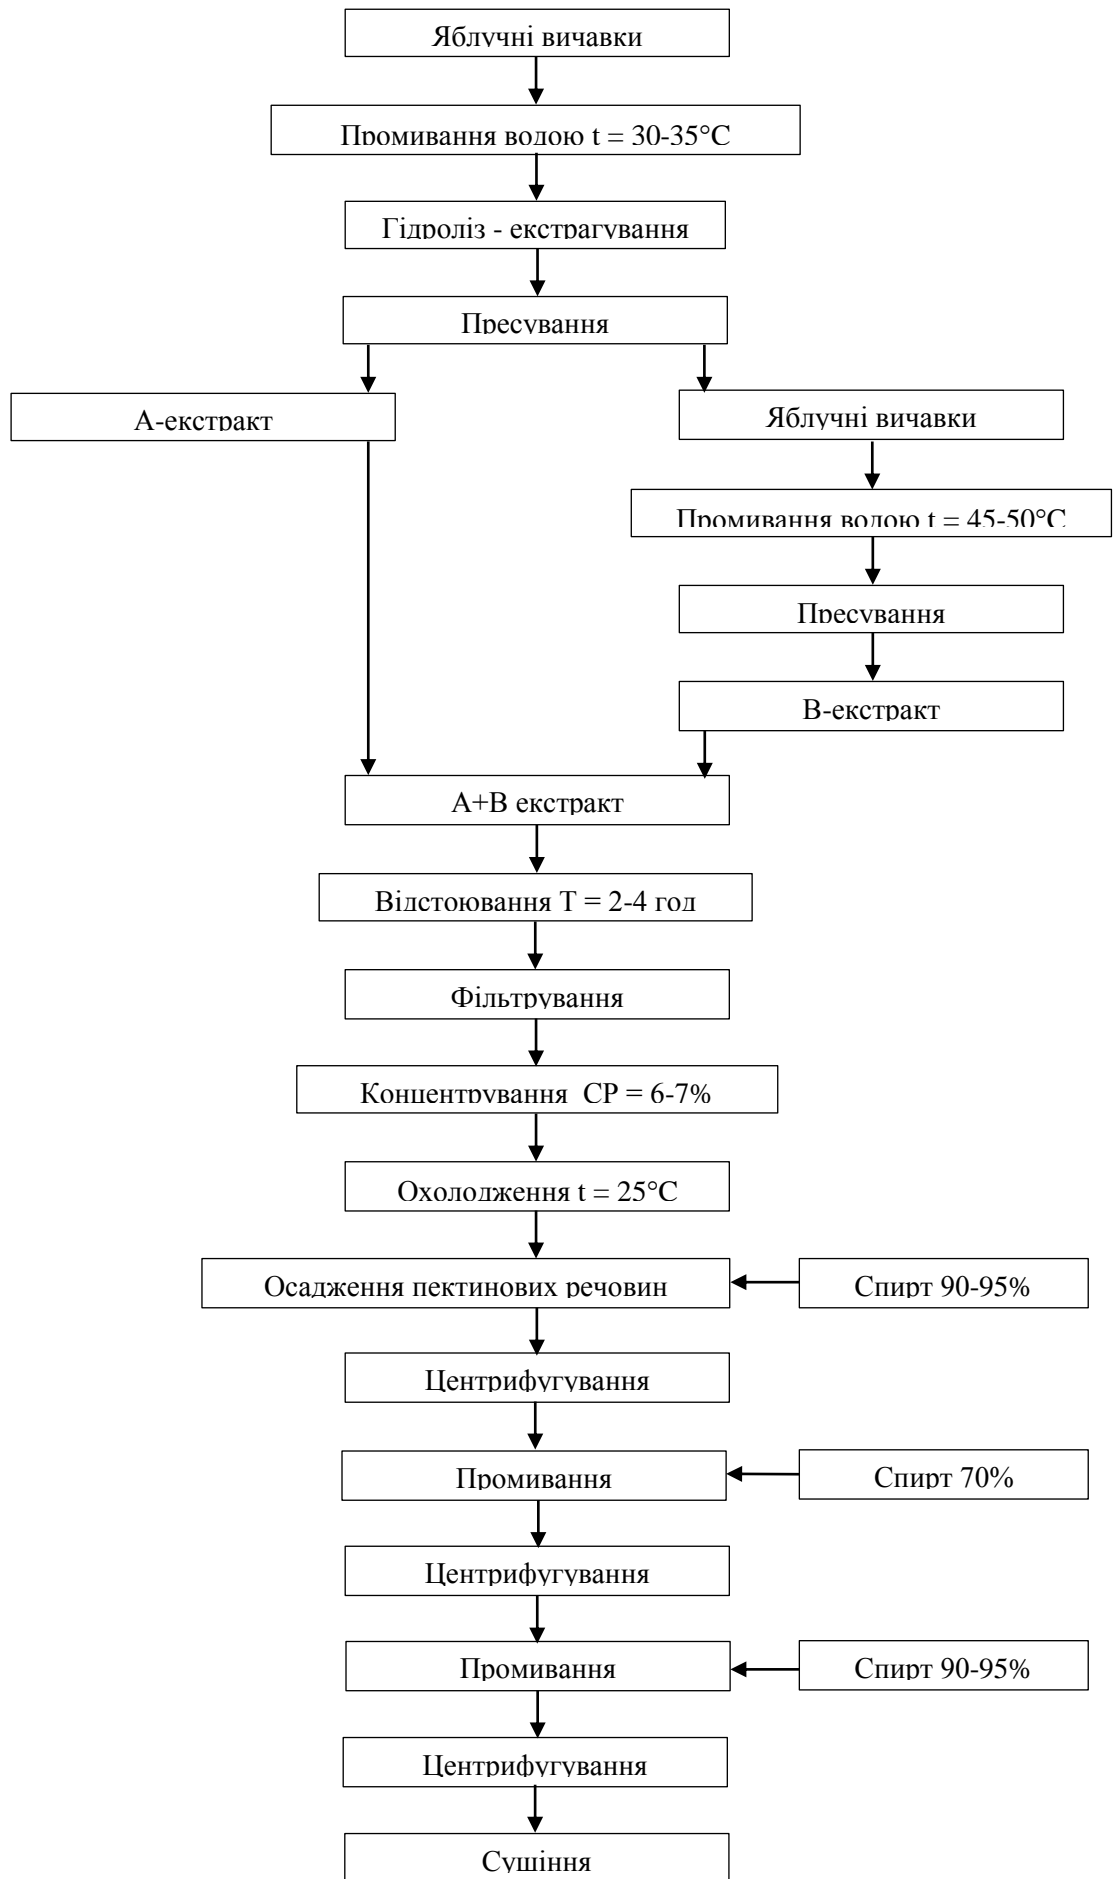 Яблучні вичавки
Промивання водою t = 30-35°C
Гідроліз - екстрагування
Пресування
А-екстракт
Яблучні вичавки
Промивання водою t = 45-50°C
Пресування
В-екстракт
А+В екстракт
Відстоювання T = 2-4 год
Фільтрування
Концентрування СР = 6-7%
Охолодження t = 25°C
Осадження пектинових речовин
Спирт 90-95%
Центрифугування
Промивання
Спирт 70%
Центрифугування
Промивання
Спирт 90-95%
Центрифугування
Сушіння